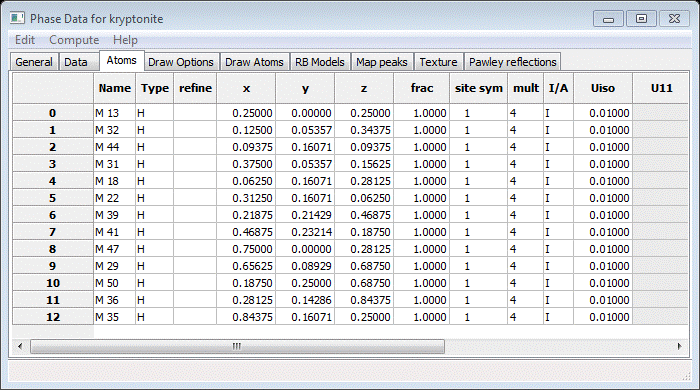 Phase Data for kryptonite
Edit Compute Help
General Data Atoms Draw Options Draw Atoms RB Models Map peaks Texture Pawley reflections
Name Type refine x y z frac site sym mult I/A Uiso U11
0 M 13 H 0.25000 0.00000 0.25000 1.0000 1 4 I 0.01000
1 M 32 H 0.12500 0.05357 0.34375 1.0000 1 4 I 0.01000
2 M 44 H 0.09375 0.16071 0.09375 1.0000 1 4 I 0.01000
3 M 31 H 0.37500 0.05357 0.15625 1.0000 1 4 I 0.01000
4 M 18 H 0.06250 0.16071 0.28125 1.0000 1 4 I 0.01000
5 M 22 H 0.31250 0.16071 0.06250 1.0000 1 4 I 0.01000
6 M 39 H 0.21875 0.21429 0.46875 1.0000 1 4 I 0.01000
7 M 41 H 0.46875 0.23214 0.18750 1.0000 1 4 I 0.01000
8 M 47 H 0.75000 0.00000 0.28125 1.0000 1 4 I 0.01000
9 M 29 H 0.65625 0.08929 0.68750 1.0000 1 4 I 0.01000
10 M 50 H 0.18750 0.25000 0.68750 1.0000 1 4 I 0.01000
11 M 36 H 0.28125 0.14286 0.84375 1.0000 1 4 I 0.01000
12 M 35 H 0.84375 0.16071 0.25000 1.0000 1 4 I 0.01000